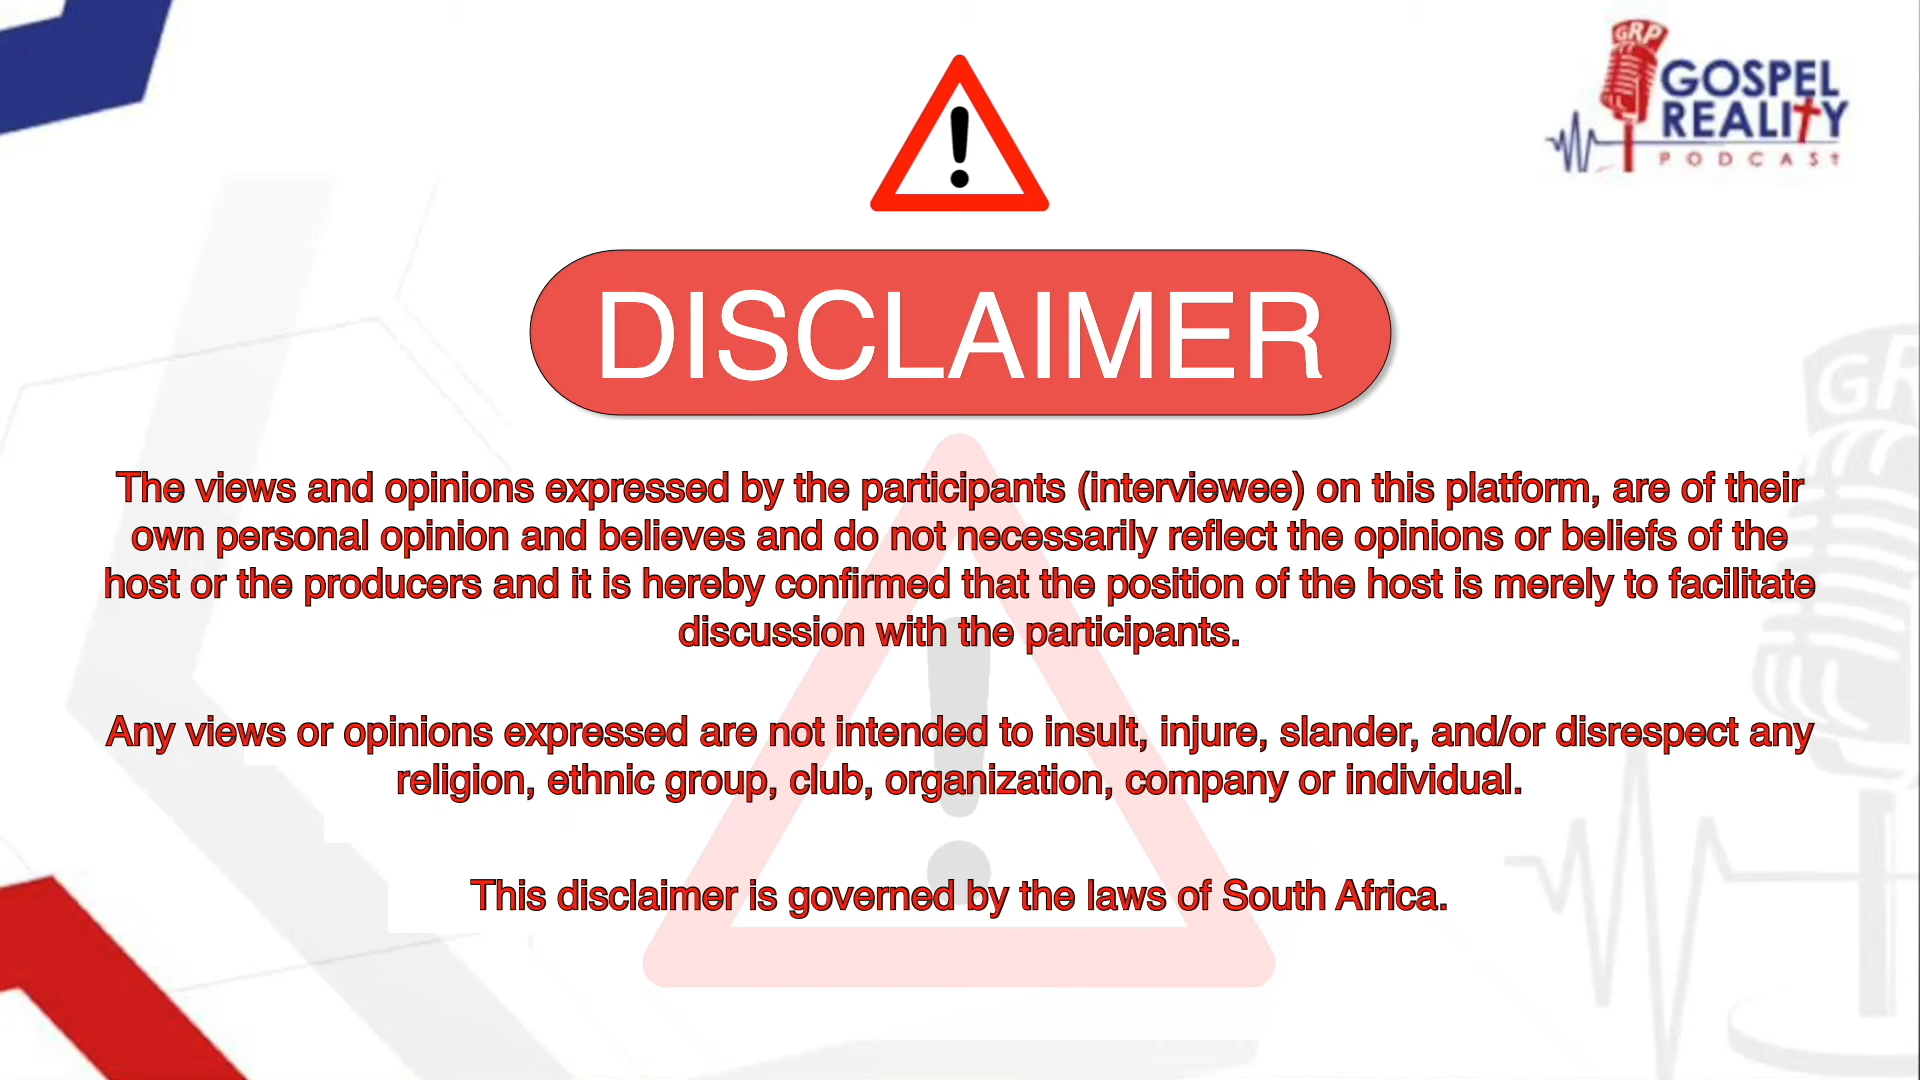 GRP
GOSPEL
REALITY
PODCAST
DISCLAIMER
GRP
The views and opinions expressed by the participants (interviewee) on this platform, are of their
own personal opinion and believes and do not necessarily reflect the opinions or beliefs of the
host or the producers and it is hereby confirmed that the position of the host is merely to facilitate
discussion with the participants.
Any views or opinions expressed are not intended to insult, injure, slander, and/or disrespect any
religion, ethnic group, club, organization, company or individual.
This disclaimer is governed by the laws of South Africa.